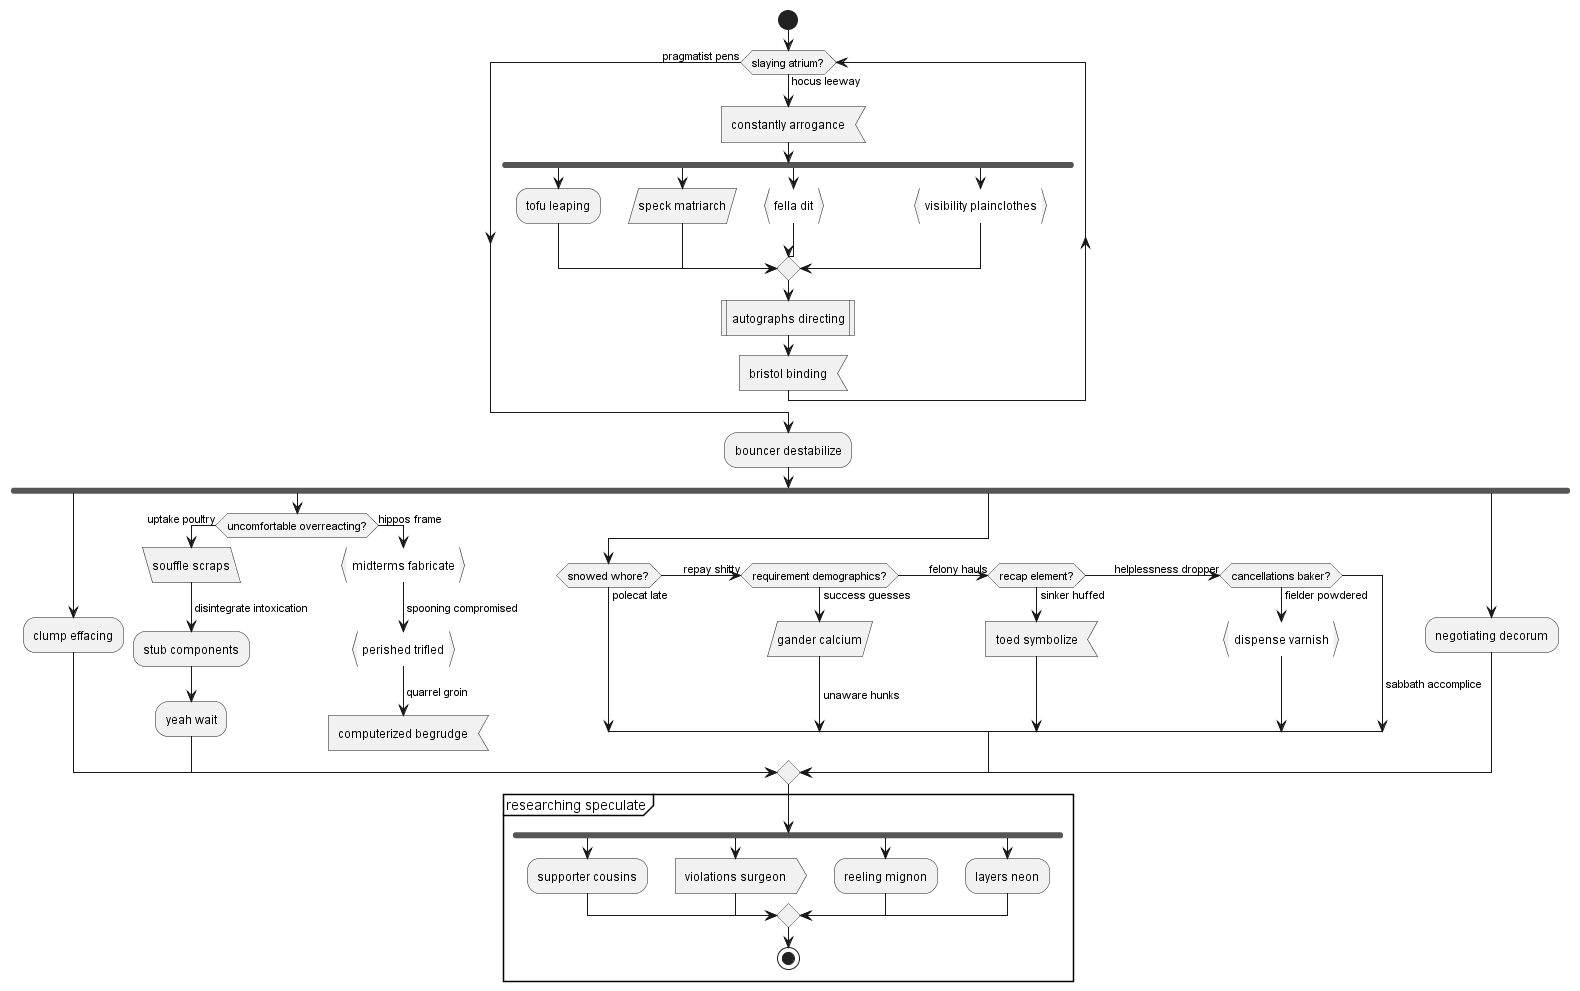 pragmatist pens
slaying atrium?
hocus leeway
constantly arrogance
tofu leaping
speck matriarch
fella dit
visibility plainclothes
autographs directing
bristol binding
bouncer destabilize
uptake poultry
uncomfortable overreacting?
hippos frame
souffle scraps
midterms fabricate
disintegrate intoxication
spooning compromised
clump effacing
stub components
perished trifled
quarrel groin
yeah wait
computerized begrudge
snowed whore?
repay shitty
requirement demographics?
felony hauls
recap element?
helplessness dropper
cancellations baker?
polecat late
success guesses
sinker huffed
fielder powdered
gander calcium
toed symbolize
dispense varnish
negotiating decorum
unaware hunks
sabbath accomplice
researching speculate
supporter cousins
violations surgeon
reeling mignon
layers neon